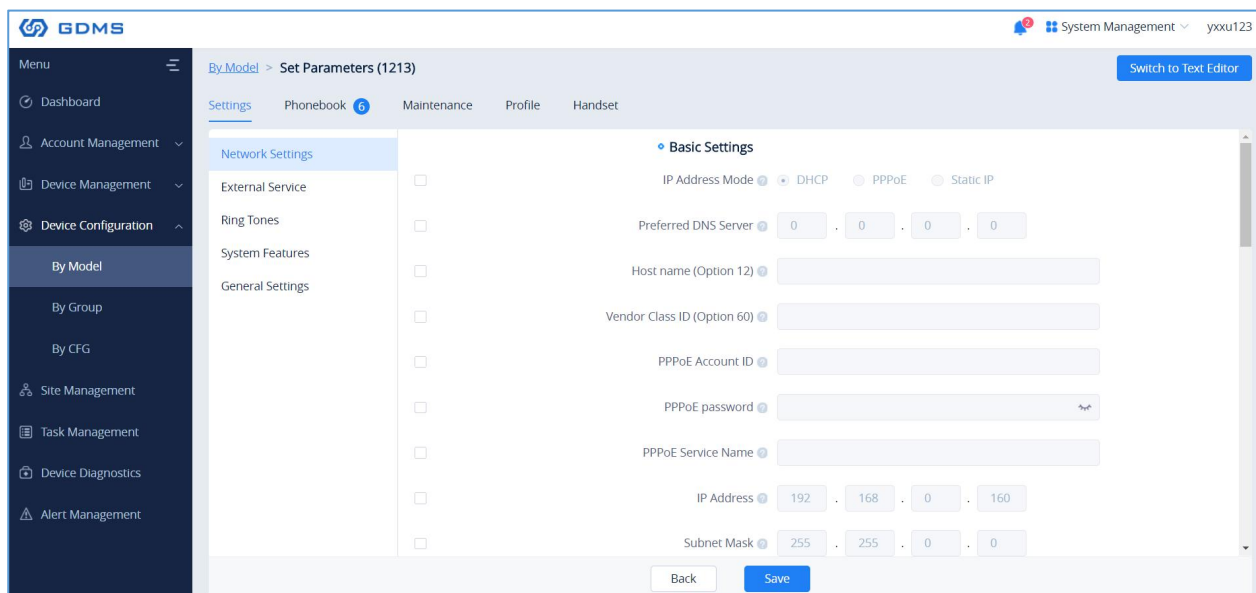 GDMS
2
System Management
yxxu123
Menu
Dashboard
Account Management
Device Management
Device Configuration
By Model
By Group
By CFG
Site Management
Task Management
Device Diagnostics
Alert Management
By Model > Set Parameters (1213)
Switch to Text Editor
Settings
Phonebook 6
Maintenance
Profile
Handset
Network Settings
External Service
Ring Tones
System Features
General Settings
Basic Settings
IP Address Mode ? DHCP PPPoE Static IP
Preferred DNS Server ? 0 . 0 . 0 . 0
Host name (Option 12) ?
Vendor Class ID (Option 60) ?
PPPoE Account ID ?
PPPoE password ?
PPPoE Service Name ?
IP Address ? 192 . 168 . 0 . 160
Subnet Mask ? 255 . 255 . 0 . 0
Back
Save